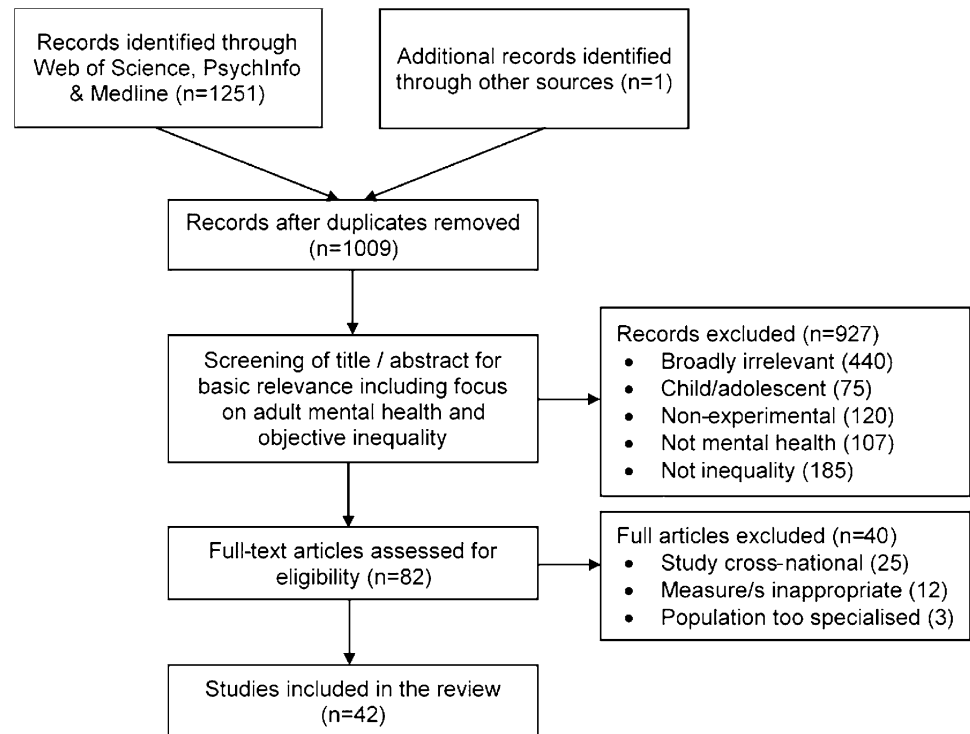 Records identified through
Web of Science, PsychInfo
& Medline (n=1251)
Additional records identified
through other sources (n=1)
Records after duplicates removed
(n=1009)
Screening of title / abstract for
basic relevance including focus
on adult mental health and
objective inequality
Records excluded (n=927)
• Broadly irrelevant (440)
• Child/adolescent (75)
• Non-experimental (120)
• Not mental health (107)
• Not inequality (185)
Full-text articles assessed for
eligibility (n=82)
Full articles excluded (n=40)
• Study cross-national (25)
• Measure/s inappropriate (12)
• Population too specialised (3)
Studies included in the review
(n=42)